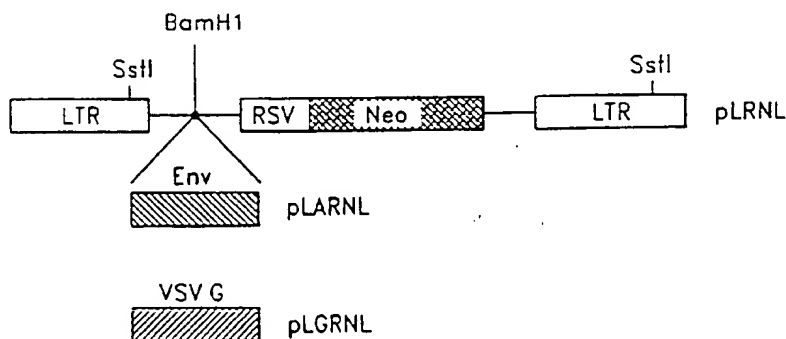 BamH1
SstI
SstI
LTR
RSV
Neo
LTR
pLRNL
Env
pLARNL
VSV G
pLGRNL